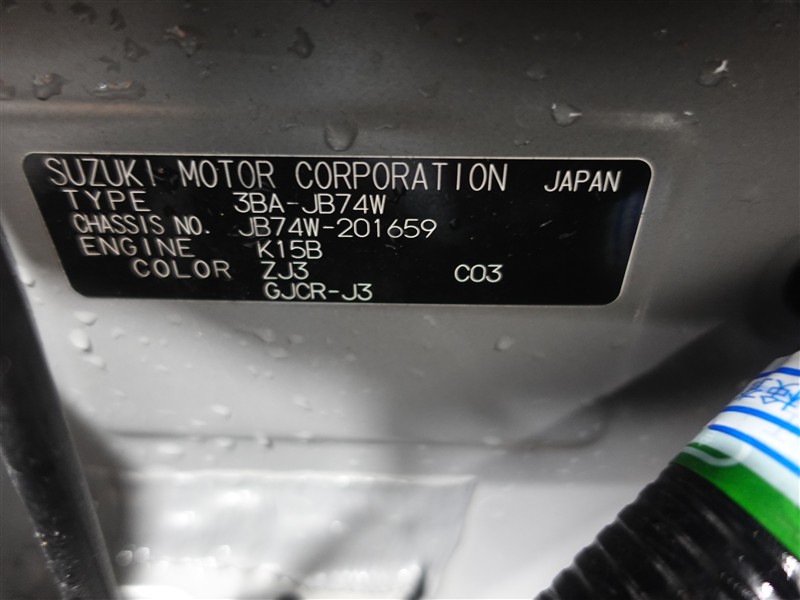 SUZUKI MOTOR CORPORATION JAPAN
TYPE 3BA-JB74W
CHASSIS NO. JB74W-201659
ENGINE K15B
COLOR ZJ3 C03
GJCR-J3